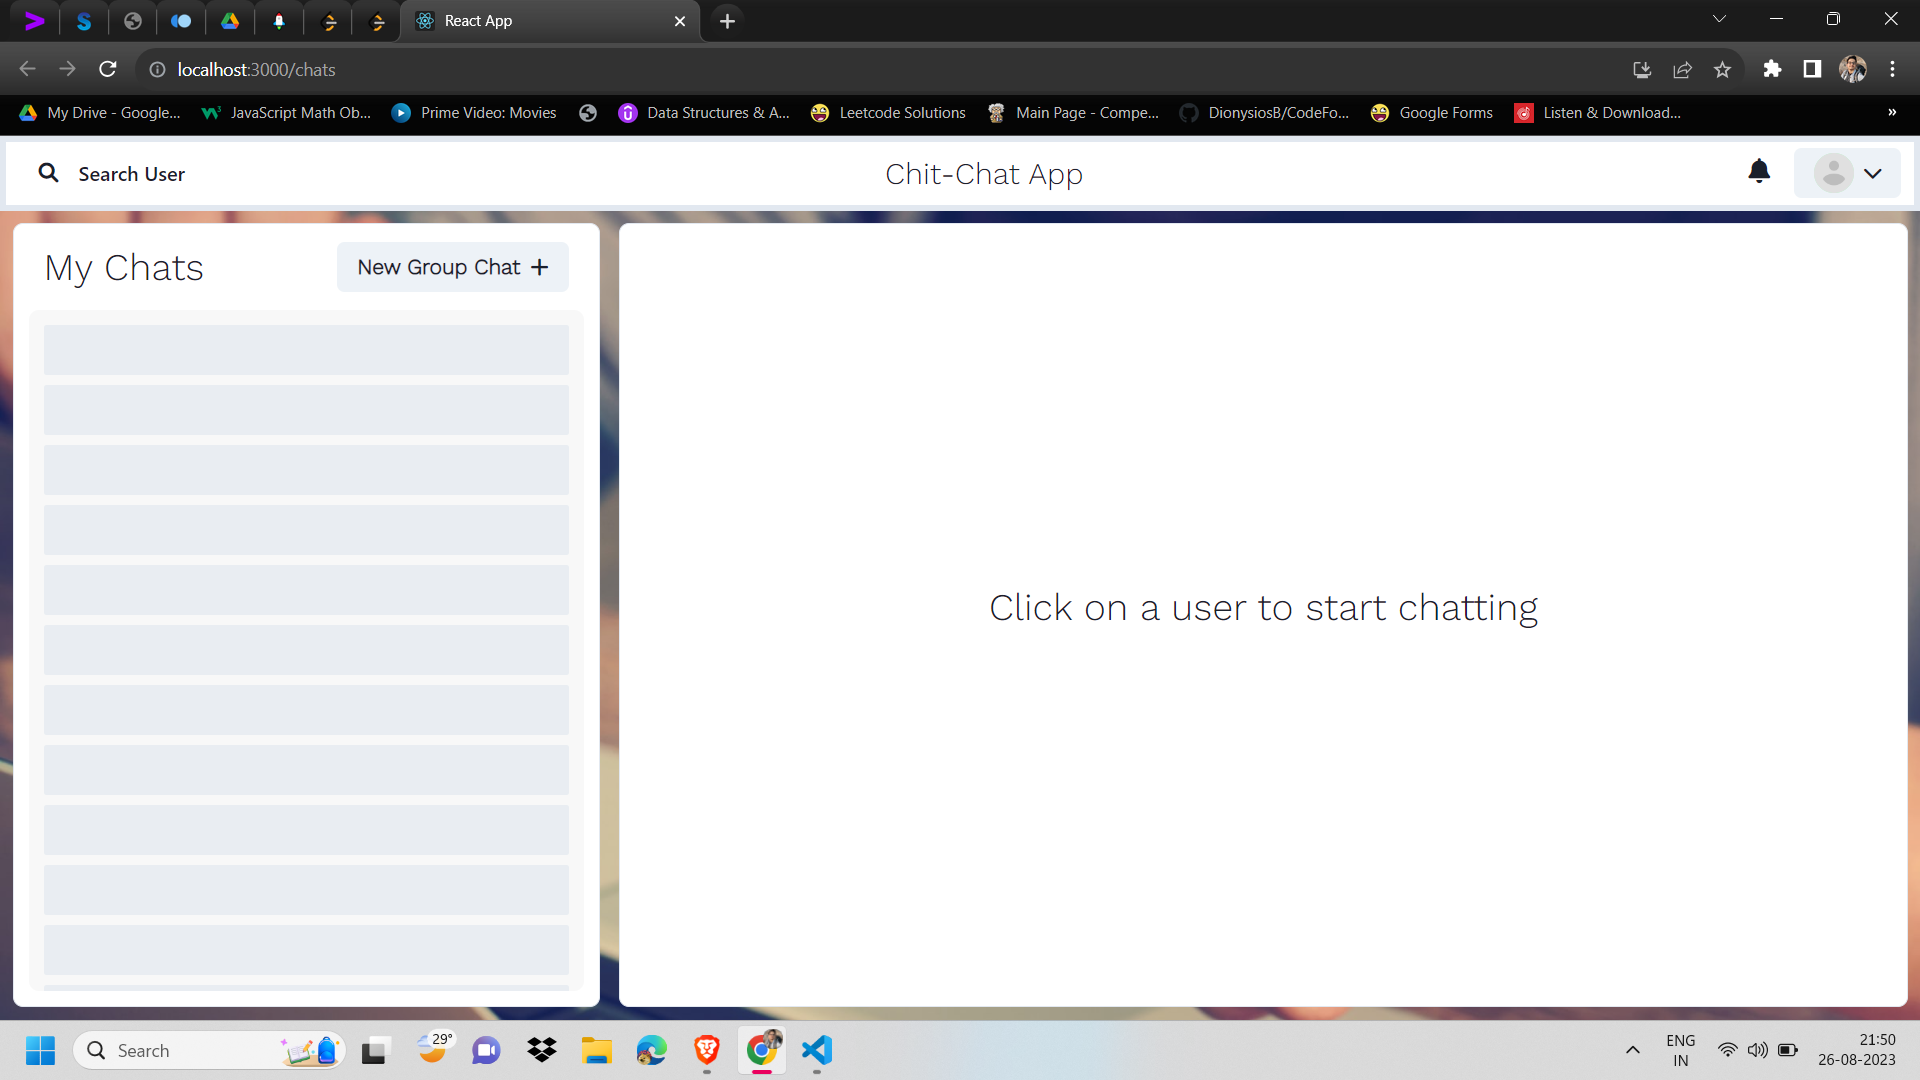 React App
localhost:3000/chats
My Drive - Google...
JavaScript Math Ob...
Prime Video: Movies
Data Structures & A...
Leetcode Solutions
Main Page - Compe...
DionysiosB/CodeFo...
Google Forms
Listen & Download...
»
Search User
Chit-Chat App
My Chats
New Group Chat +
Click on a user to start chatting
Search
29°
ENG
IN
21:50
26-08-2023